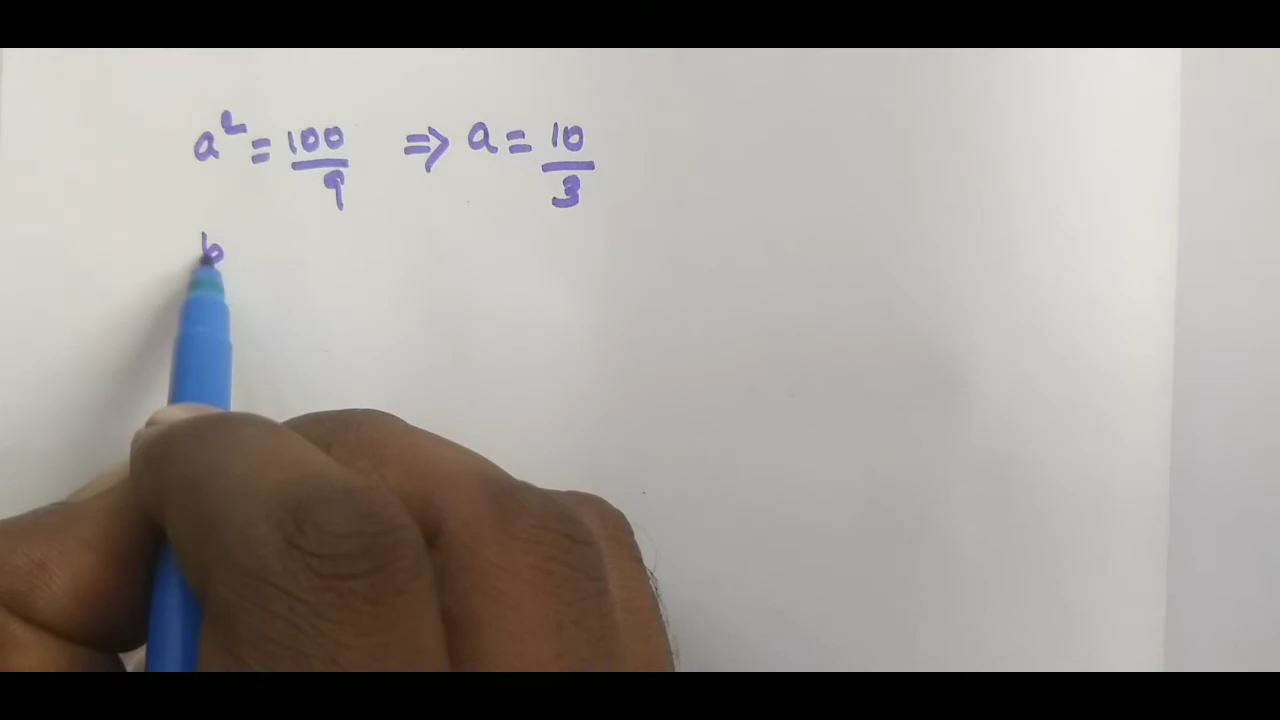 a² = 100/9 ⇒ a = 10/3
b